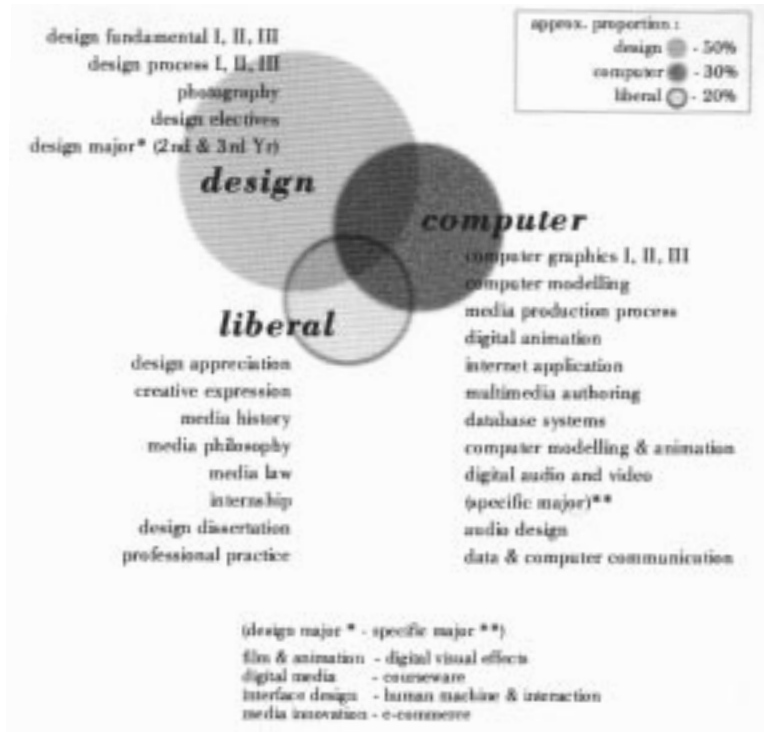 design fundamental I, II, III
design process I, II, III
photography
design electives
design major* (2nd & 3rd Yr)
design
approx. proportion :
design - 50%
computer - 30%
liberal - 20%
computer
computer graphics I, II, III
computer modelling
media production process
digital animation
internet application
multimedia authoring
database systems
computer modelling & animation
digital audio and video
(specific major)**
audio design
data & computer communication
liberal
design appreciation
creative expression
media history
media philosophy
media law
internship
design dissertation
professional practice
(design major * - specific major **)
film & animation - digital visual effects
digital media - courseware
interface design - human machine & interaction
media innovation - e-commerce